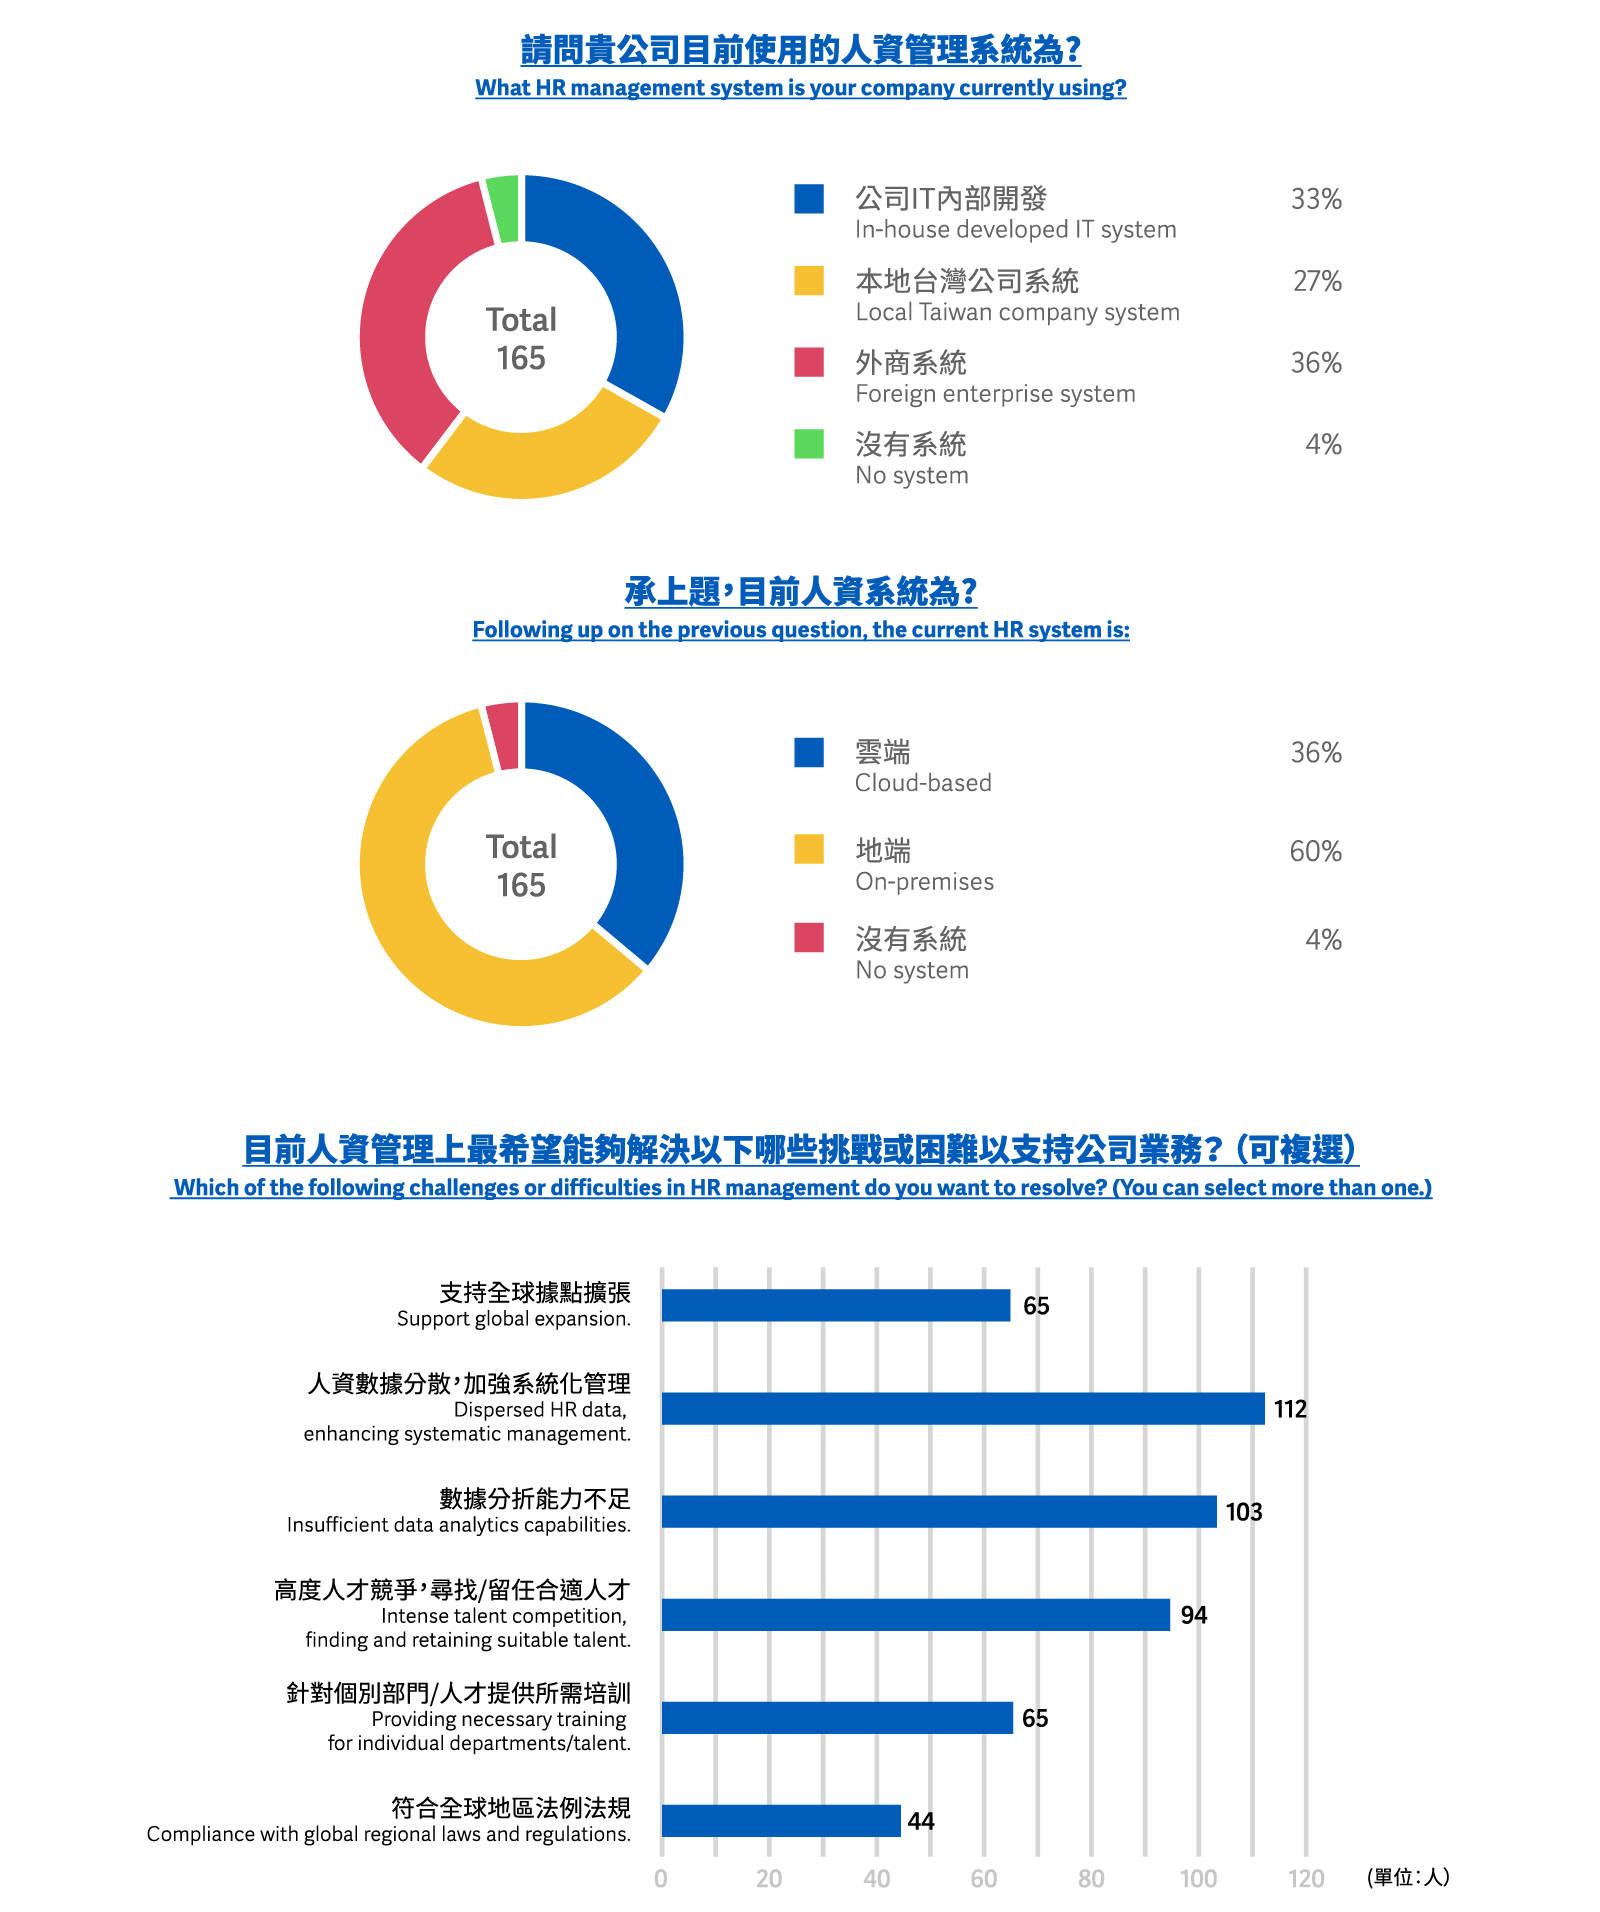 請問貴公司目前使用的人資管理系統為?
What HR management system is your company currently using?
Total
165
公司IT內部開發
33%
In-house developed IT system
本地台灣公司系統
27%
Local Taiwan company system
外商系統
36%
Foreign enterprise system
沒有系統
4%
No system
承上題，目前人資系統為?
Following up on the previous question, the current HR system is:
Total
165
雲端
36%
Cloud-based
地端
60%
On-premises
沒有系統
4%
No system
目前人資管理上最希望能夠解決以下哪些挑戰或困難以支持公司業務？（可複選）
Which of the following challenges or difficulties in HR management do you want to resolve? (You can select more than one.)
支持全球據點擴張
Support global expansion.
65
人資數據分散，加強系統化管理
Dispersed HR data,
enhancing systematic management.
112
數據分折能力不足
Insufficient data analytics capabilities.
103
高度人才競爭，尋找/留任合適人才
Intense talent competition,
finding and retaining suitable talent.
94
針對個別部門/人才提供所需培訓
Providing necessary training
for individual departments/talent.
65
符合全球地區法例法規
Compliance with global regional laws and regulations.
44
0 20 40 60 80 100 120 (單位：人)